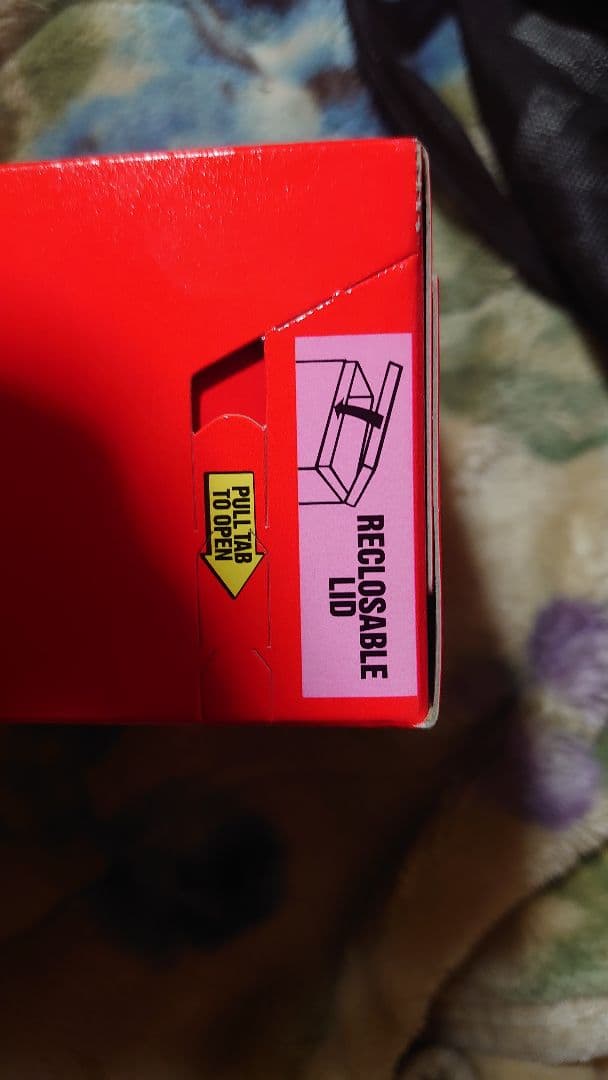 RECLOSABLE
LID
PULL TAB
TO OPEN